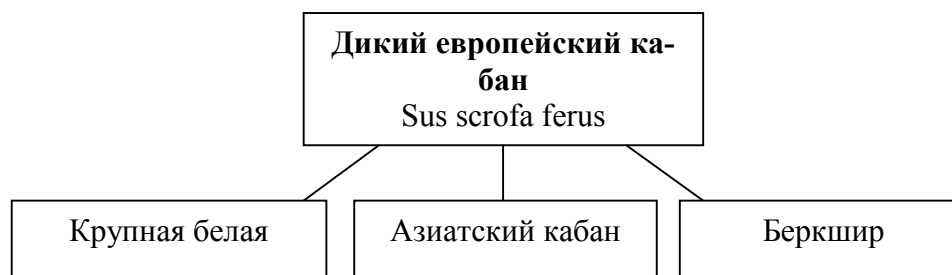 Дикий европейский ка-
бан
Sus scrofa ferus
Крупная белая
Азиатский кабан
Беркшир